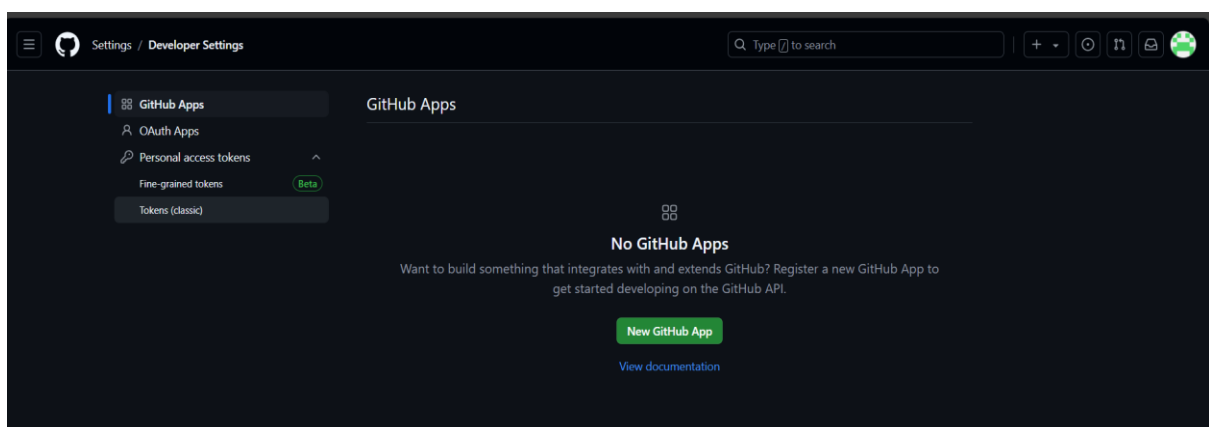 Settings / Developer Settings
Type / to search
GitHub Apps
OAuth Apps
Personal access tokens
Fine-grained tokens Beta
Tokens (classic)
GitHub Apps
No GitHub Apps
Want to build something that integrates with and extends GitHub? Register a new GitHub App to
get started developing on the GitHub API.
New GitHub App
View documentation